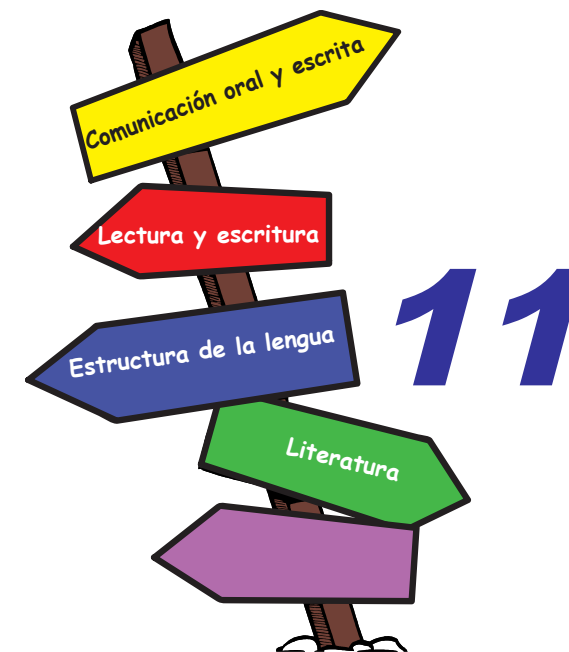 Comunicación oral y escrita
Lectura y escritura
Estructura de la lengua
11
Literatura